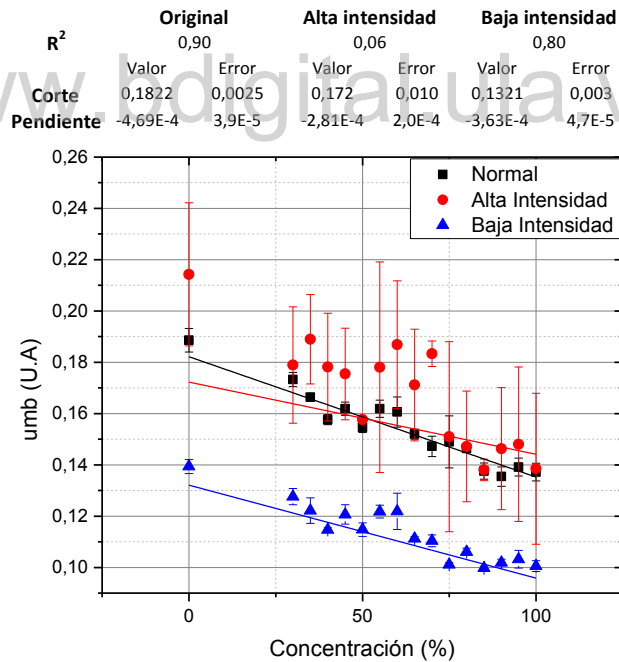 Original Alta intensidad Baja intensidad
R² 0,90 0,06 0,80
Valor Error Valor Error Valor Error
www.bdigital.ula.v
Corte 0,1822 0,0025 0,172 0,010 0,1321 0,003
Pendiente -4,69E-4 3,9E-5 -2,81E-4 2,0E-4 -3,63E-4 4,7E-5
0,26
Normal
Alta Intensidad
Baja Intensidad
0,24
0,22
0,20
0,18
0,16
0,14
0,12
0,10
umb (U.A)
0 50 100
Concentración (%)